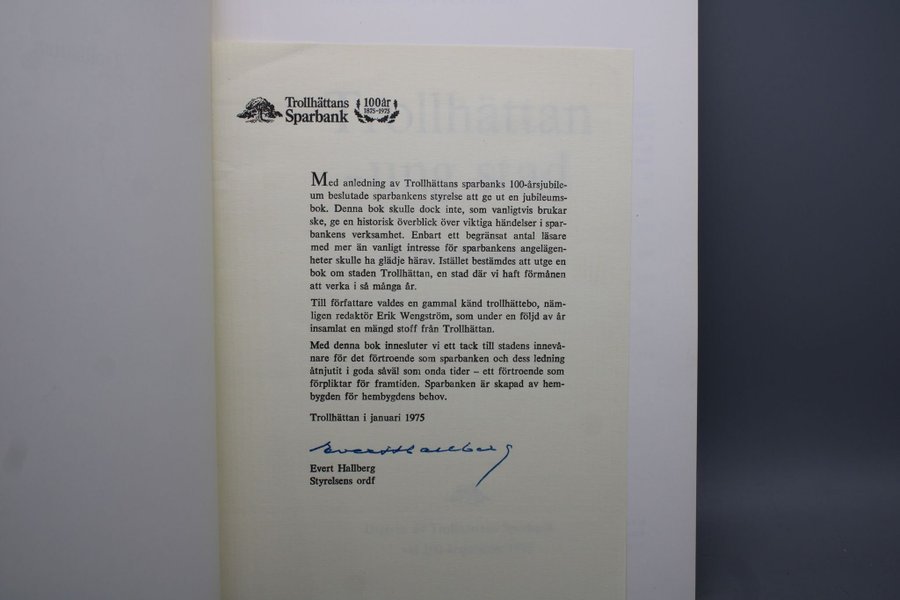 Trollhättans
Sparbank
100år
1875-1975
Trollhättan
ung stad
Med anledning av Trollhättans sparbanks 100-årsjubile-
um beslutade sparbankens styrelse att ge ut en jubileums-
bok. Denna bok skulle dock inte, som vanligtvis brukar
ske, ge en historisk överblick över viktiga händelser i spar-
bankens verksamhet. Enbart ett begränsat antal läsare
med mer än vanligt intresse för sparbankens angelägen-
heter skulle ha glädje härav. Istället bestämdes att utge en
bok om staden Trollhättan, en stad där vi haft förmånen
att verka i så många år.
Till författare valdes en gammal känd trollhättebo, näm-
ligen redaktör Erik Wengström, som under en följd av år
insamlat en mängd stoff från Trollhättan.
Med denna bok innesluter vi ett tack till stadens innevå-
nare för det förtroende som sparbanken och dess ledning
åtnjutit i goda såväl som onda tider – ett förtroende som
förpliktar för framtiden. Sparbanken är skapad av hem-
bygden för hembygdens behov.
Trollhättan i januari 1975
Evert Hallberg
Evert Hallberg
Styrelsens ordf